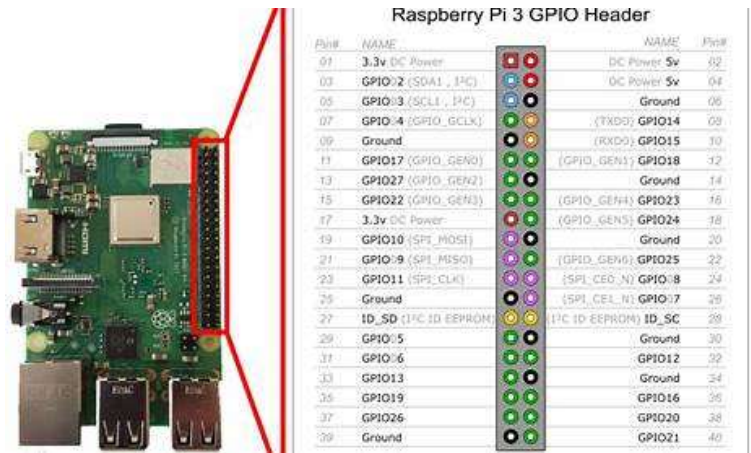 Raspberry Pi 3 GPIO Header
Pin# NAME NAME Pin#
01 3.3v DC Power DC Power 5v 02
03 GPIO02 (SDA1 , I²C) DC Power 5v 04
05 GPIO03 (SCL1 , I²C) Ground 06
07 GPIO04 (GPIO_GCLK) (TXD0) GPIO14 08
09 Ground (RXD0) GPIO15 10
11 GPIO17 (GPIO_GEN0) (GPIO_GEN1) GPIO18 12
13 GPIO27 (GPIO_GEN2) Ground 14
15 GPIO22 (GPIO_GEN3) (GPIO_GEN4) GPIO23 16
17 3.3v DC Power (GPIO_GEN5) GPIO24 18
19 GPIO10 (SPI_MOSI) Ground 20
21 GPIO09 (SPI_MISO) (GPIO_GEN6) GPIO25 22
23 GPIO11 (SPI_CLK) (SPI_CE0_N) GPIO08 24
25 Ground (SPI_CE1_N) GPIO07 26
27 ID_SD (I²C ID EEPROM) (I²C ID EEPROM) ID_SC 28
29 GPIO05 Ground 30
31 GPIO06 GPIO12 32
33 GPIO13 Ground 34
35 GPIO19 GPIO16 36
37 GPIO26 GPIO20 38
39 Ground GPIO21 40
HDMI